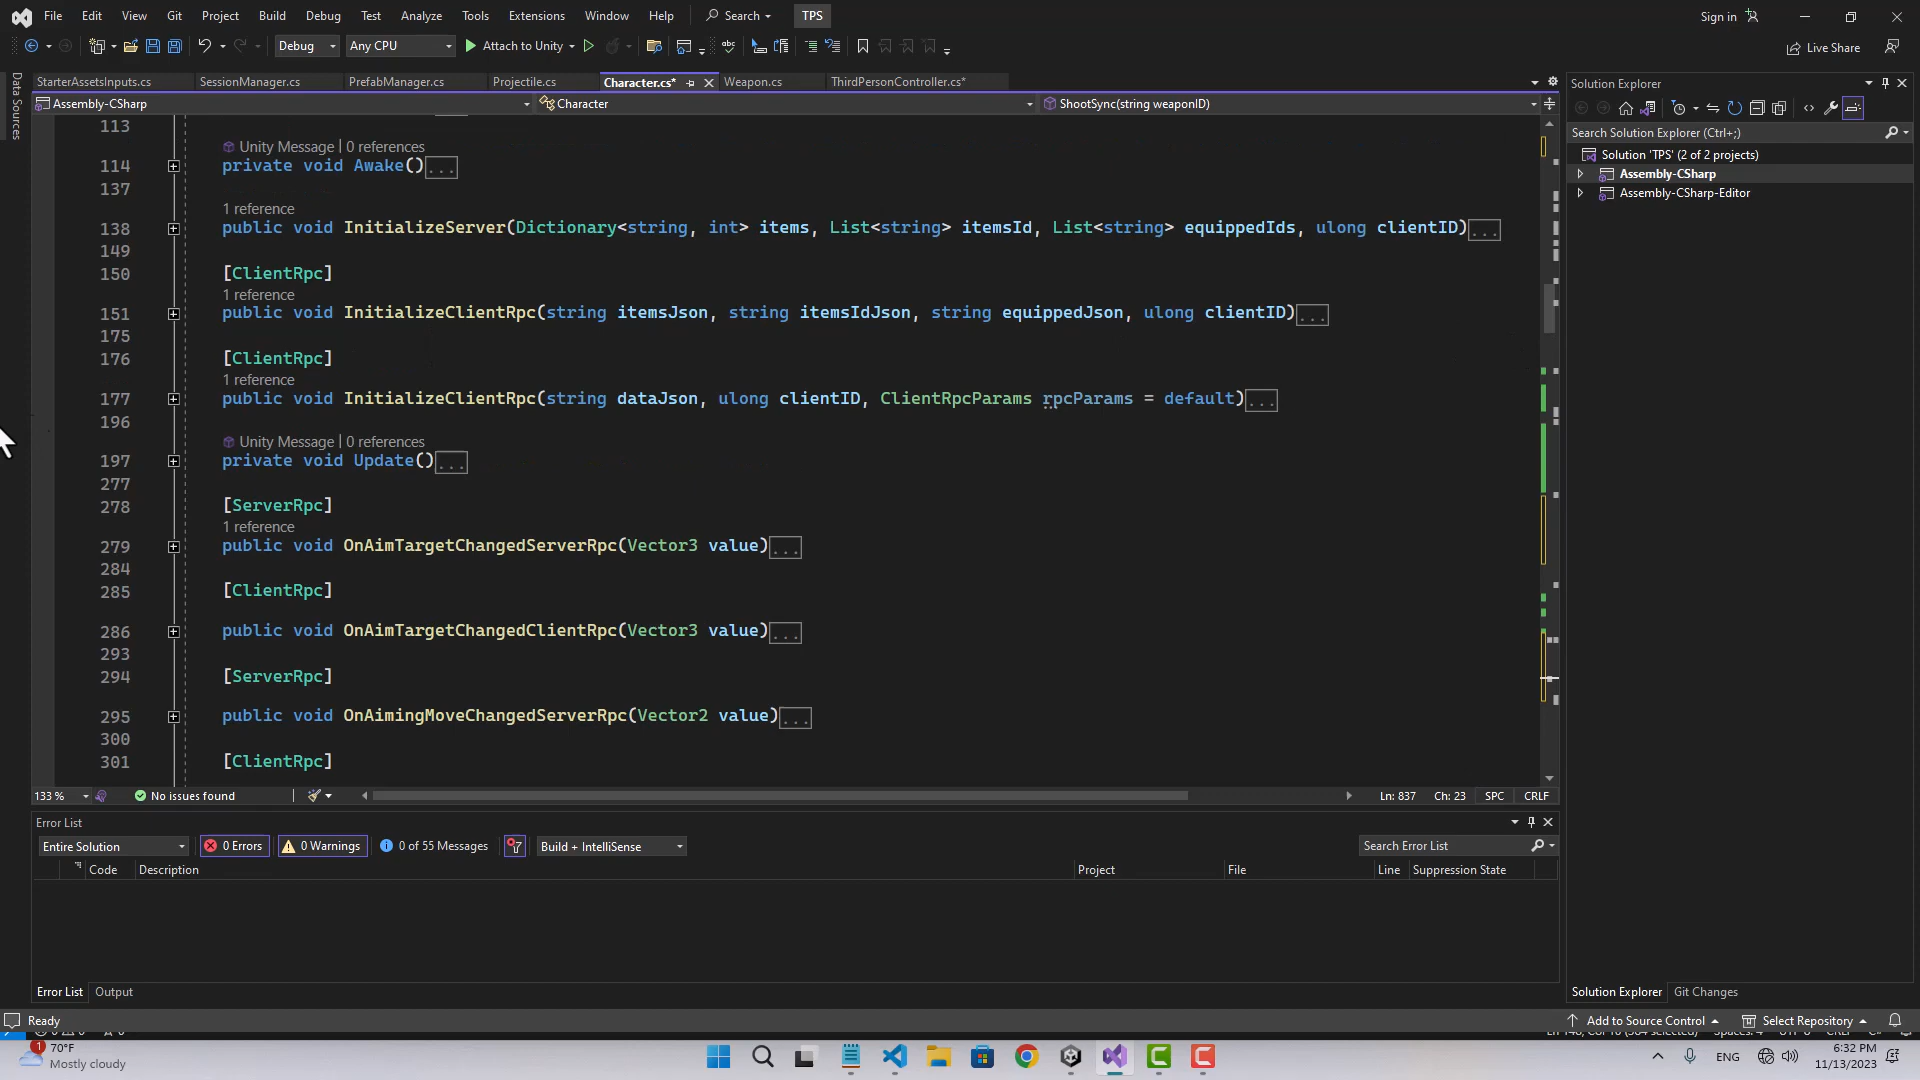 File Edit View Git Project Build Debug Test Analyze Tools Extensions Window Help Search TPS Sign in
Debug Any CPU Attach to Unity Live Share
StarterAssetsInputs.cs SessionManager.cs PrefabManager.cs Projectile.cs Character.cs* Weapon.cs ThirdPersonController.cs*
Assembly-CSharp Character ShootSync(string weaponID)
113
Unity Message | 0 references
114 private void Awake()...
137
1 reference
138 public void InitializeServer(Dictionary<string, int> items, List<string> itemsId, List<string> equippedIds, ulong clientID)...
149
150 [ClientRpc]
1 reference
151 public void InitializeClientRpc(string itemsJson, string itemsIdJson, string equippedJson, ulong clientID)...
175
176 [ClientRpc]
1 reference
177 public void InitializeClientRpc(string dataJson, ulong clientID, ClientRpcParams rpcParams = default)...
196
Unity Message | 0 references
197 private void Update()...
277
278 [ServerRpc]
1 reference
279 public void OnAimTargetChangedServerRpc(Vector3 value)...
284
285 [ClientRpc]
286 public void OnAimTargetChangedClientRpc(Vector3 value)...
293
294 [ServerRpc]
295 public void OnAimingMoveChangedServerRpc(Vector2 value)...
300
301 [ClientRpc]
133 % No issues found Ln: 837 Ch: 23 SPC CRLF
Data Sources
Solution Explorer
Search Solution Explorer (Ctrl+;)
Solution 'TPS' (2 of 2 projects)
Assembly-CSharp
Assembly-CSharp-Editor
Error List
Entire Solution 0 Errors 0 Warnings 0 of 55 Messages Build + IntelliSense Search Error List
Code Description Project File Line Suppression State
Error List Output
Solution Explorer Git Changes
Ready Add to Source Control Select Repository
1 70°F
Mostly cloudy
ENG
6:32 PM
11/13/2023